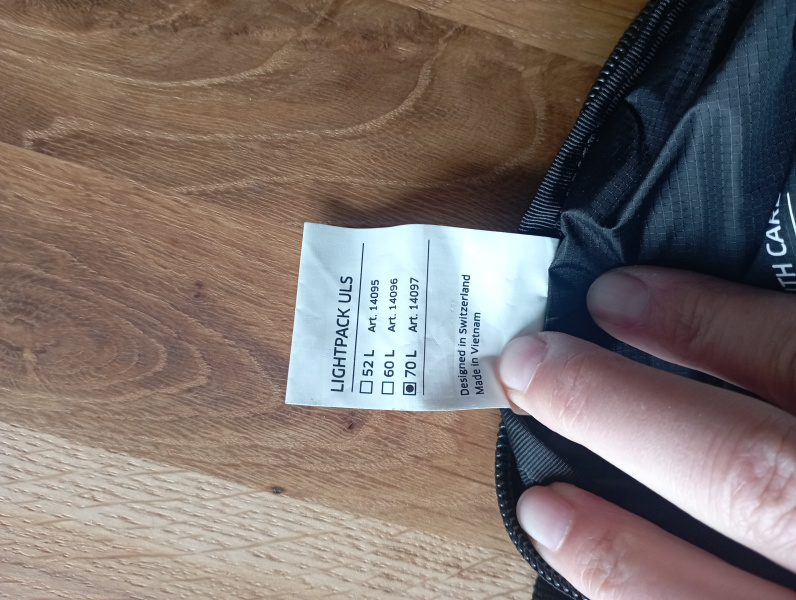 LIGHTPACK ULS
☐ 52 L Art. 14095
☐ 60 L Art. 14096
☒ 70 L Art. 14097
Designed in Switzerland
Made in Vietnam